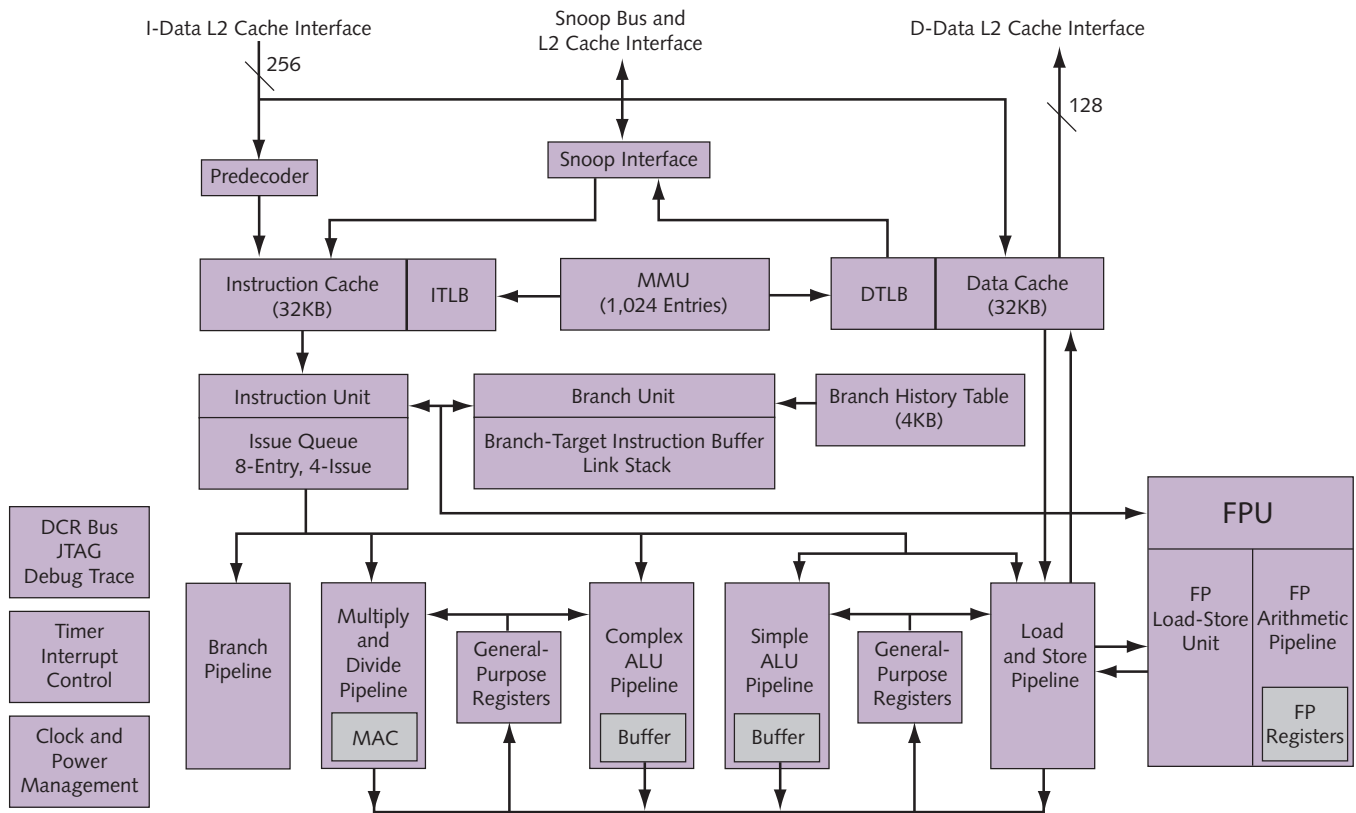 I-Data L2 Cache Interface
Snoop Bus and
L2 Cache Interface
D-Data L2 Cache Interface
256
128
Predecoder
Snoop Interface
Instruction Cache
(32KB)
ITLB
MMU
(1,024 Entries)
DTLB
Data Cache
(32KB)
Instruction Unit
Issue Queue
8-Entry, 4-Issue
Branch Unit
Branch-Target Instruction Buffer
Link Stack
Branch History Table
(4KB)
DCR Bus
JTAG
Debug Trace
Timer
Interrupt
Control
Clock and
Power
Management
Branch
Pipeline
Multiply
and
Divide
Pipeline
MAC
General-
Purpose
Registers
Complex
ALU
Pipeline
Buffer
Simple
ALU
Pipeline
Buffer
General-
Purpose
Registers
Load
and Store
Pipeline
FPU
FP
Load-Store
Unit
FP
Arithmetic
Pipeline
FP
Registers